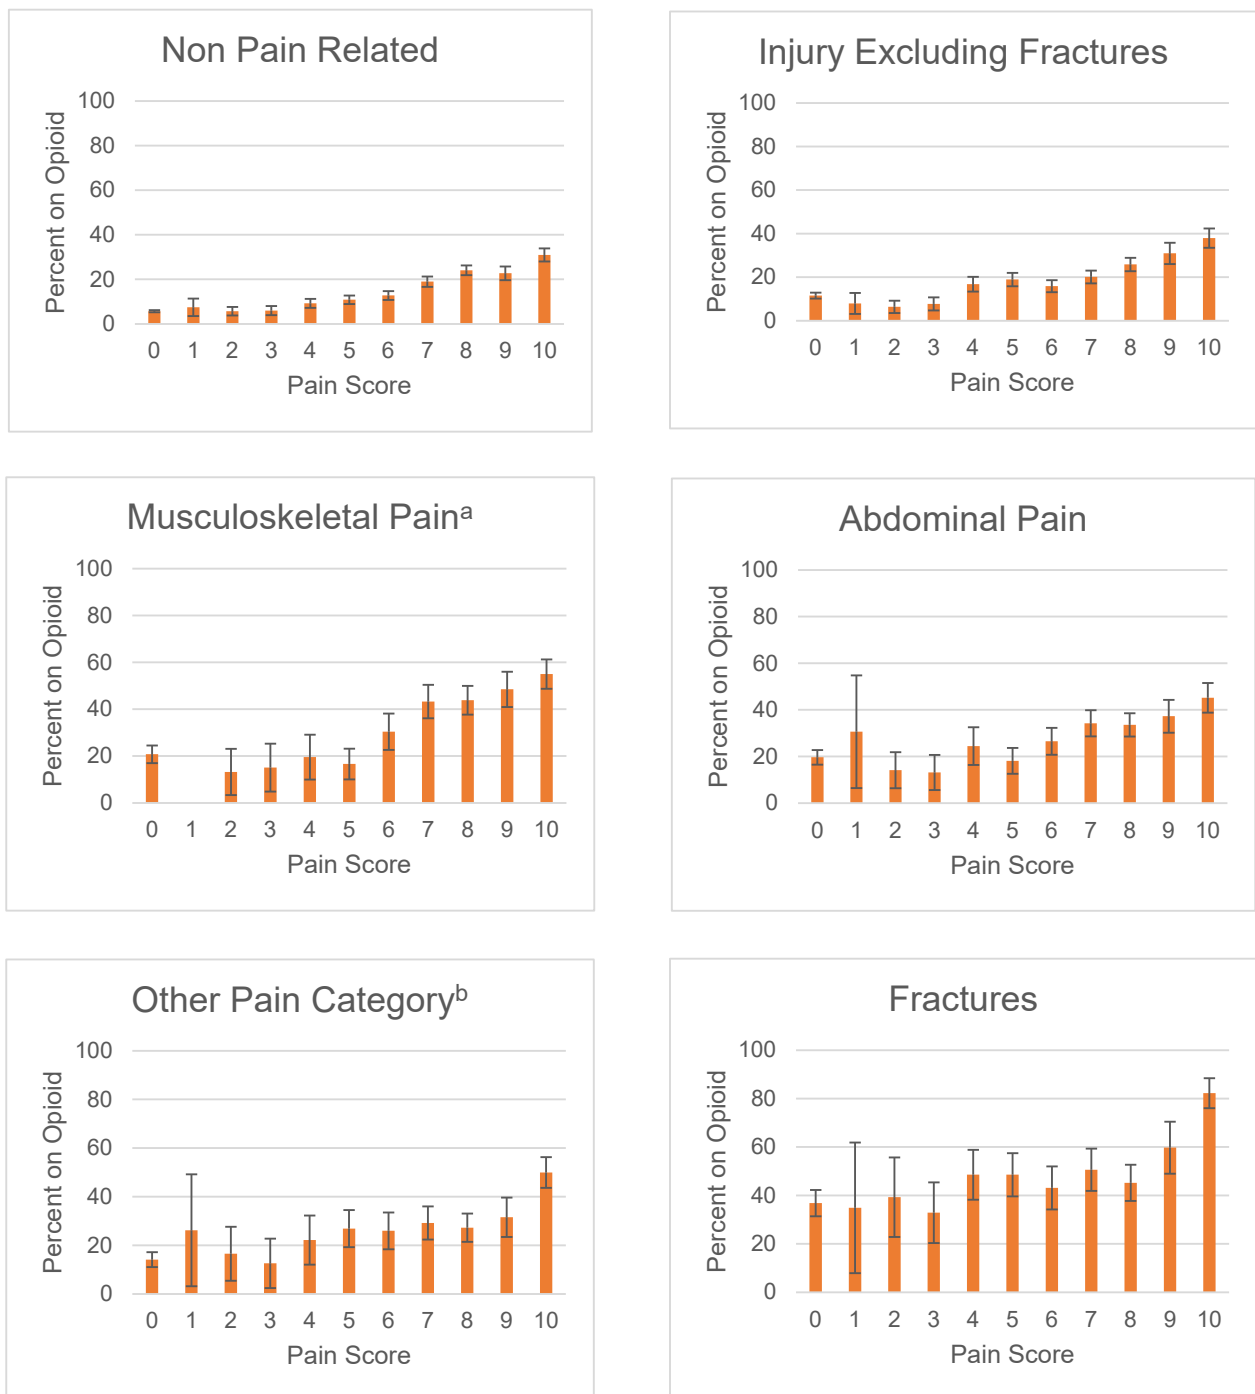 Non Pain Related
Percent on Opioid
100
80
60
40
20
0
0 1 2 3 4 5 6 7 8 9 10
Pain Score
Injury Excluding Fractures
Percent on Opioid
100
80
60
40
20
0
0 1 2 3 4 5 6 7 8 9 10
Pain Score
Musculoskeletal Painᵃ
Percent on Opioid
100
80
60
40
20
0
0 1 2 3 4 5 6 7 8 9 10
Pain Score
Abdominal Pain
Percent on Opioid
100
80
60
40
20
0
0 1 2 3 4 5 6 7 8 9 10
Pain Score
Other Pain Categoryᵇ
Percent on Opioid
100
80
60
40
20
0
0 1 2 3 4 5 6 7 8 9 10
Pain Score
Fractures
Percent on Opioid
100
80
60
40
20
0
0 1 2 3 4 5 6 7 8 9 10
Pain Score